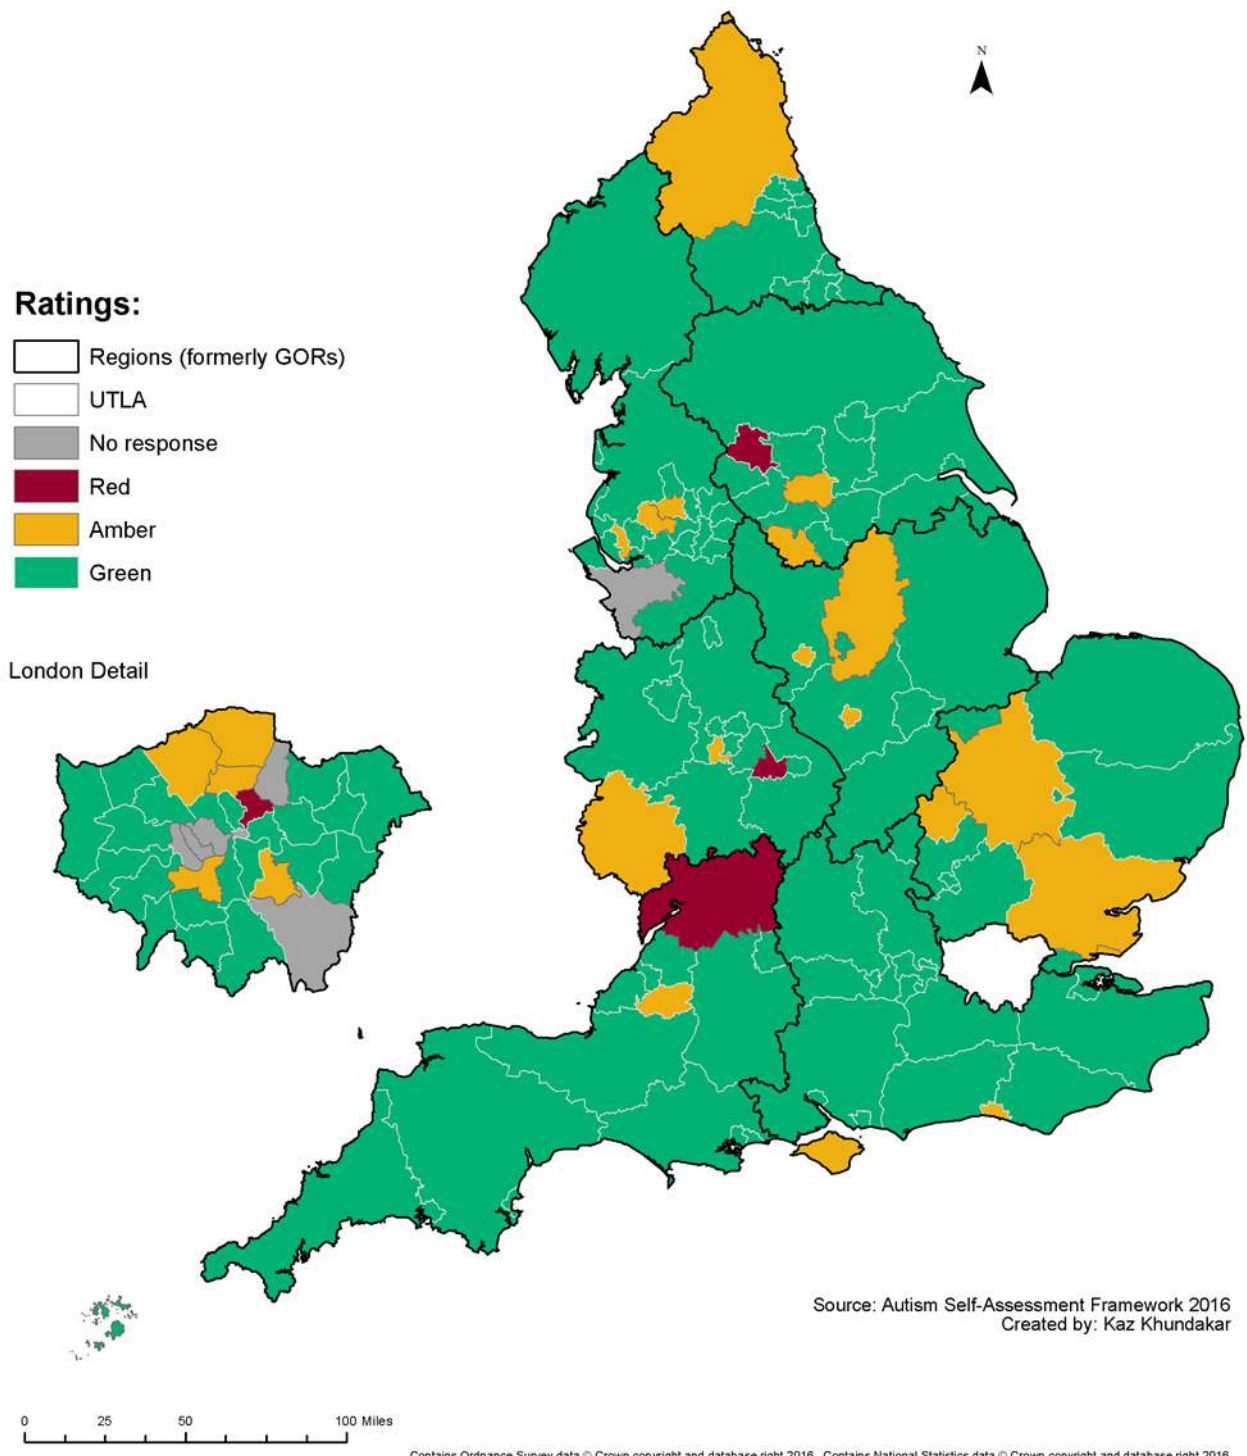 N
Ratings:
Regions (formerly GORs)
UTLA
No response
Red
Amber
Green
London Detail
Source: Autism Self-Assessment Framework 2016
Created by: Kaz Khundakar
0 25 50 100 Miles
Contains Ordnance Survey data © Crown copyright and database right 2016. Contains National Statistics data © Crown copyright and database right 2016